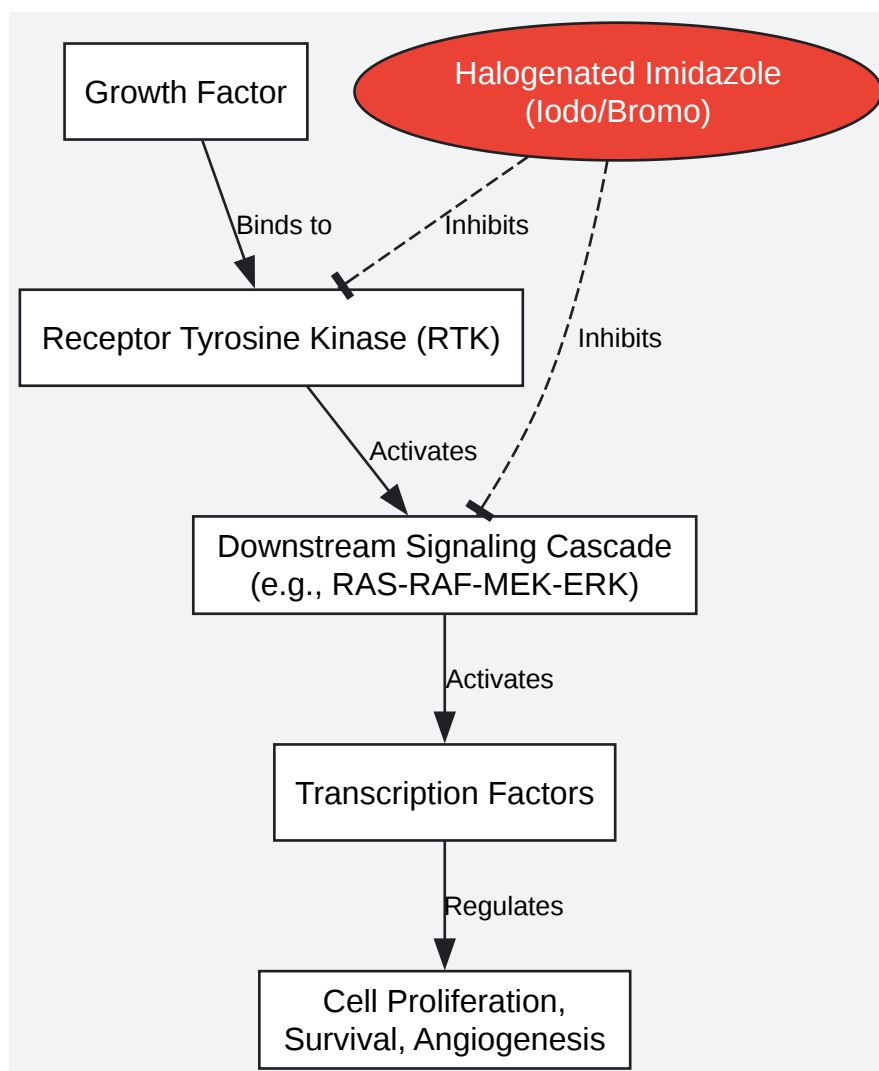 Growth Factor
Halogenated Imidazole
(Iodo/Bromo)
Binds to
Inhibits
Receptor Tyrosine Kinase (RTK)
Inhibits
Activates
Downstream Signaling Cascade
(e.g., RAS-RAF-MEK-ERK)
Activates
Transcription Factors
Regulates
Cell Proliferation,
Survival, Angiogenesis